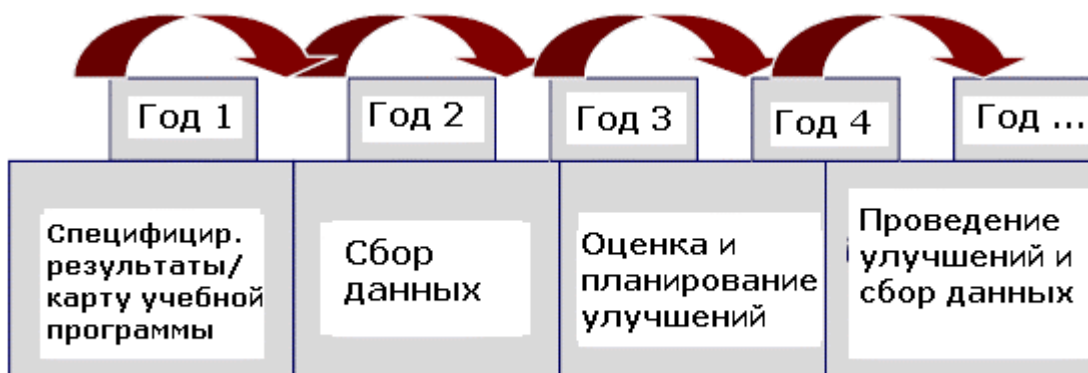 Год 1
Год 2
Год 3
Год 4
Год ...
Специфицир.
результаты/
карту учебной
программы
Сбор
данных
Оценка и
планирование
улучшений
Проведение
улучшений и
сбор данных